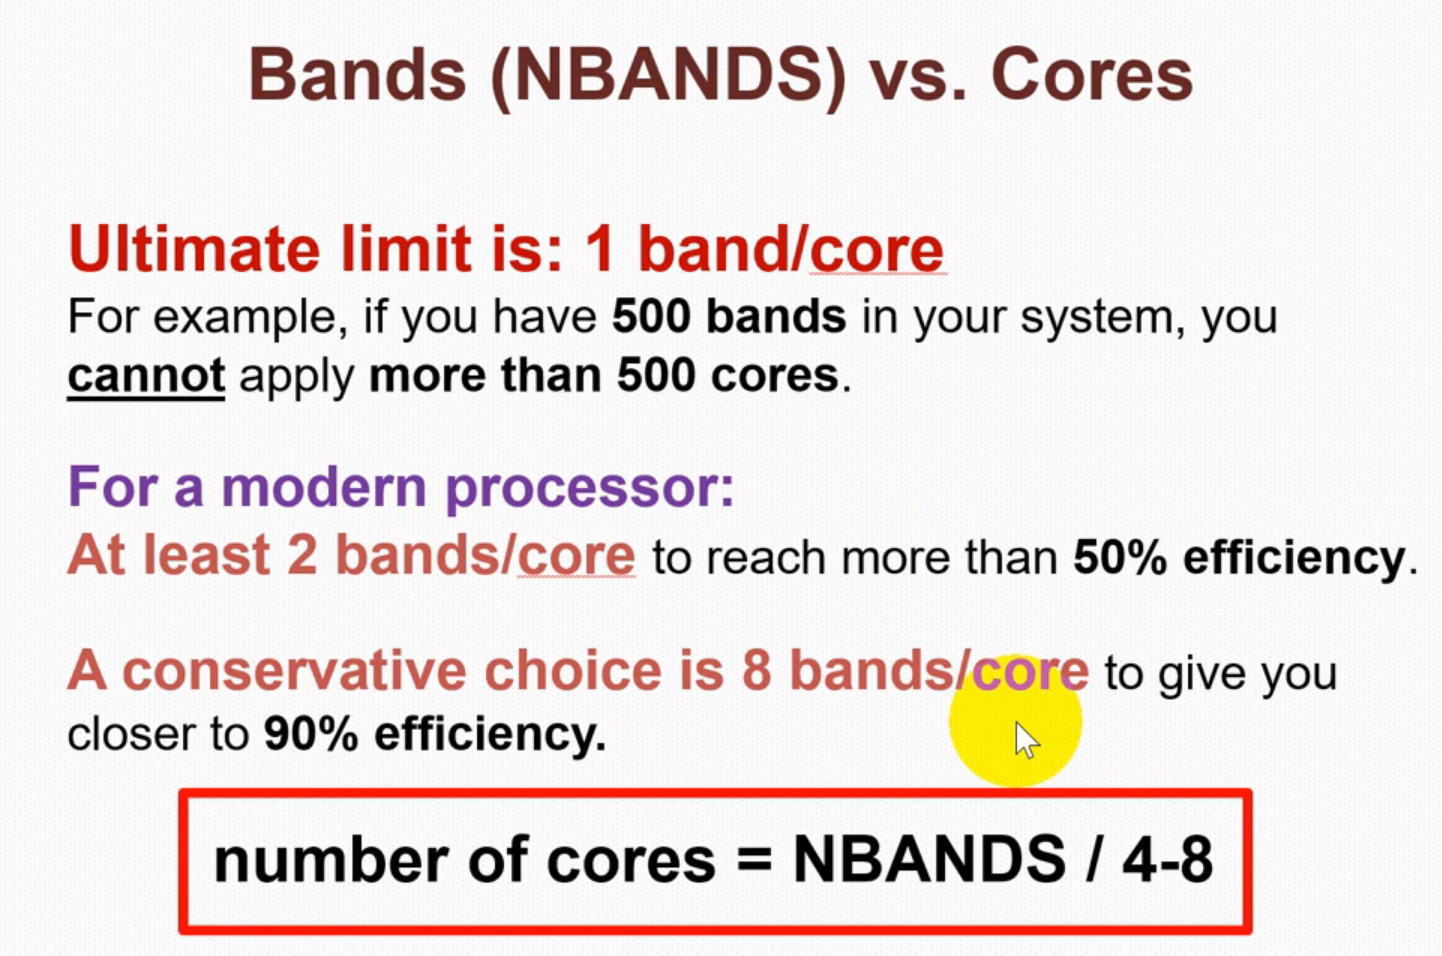 Bands (NBANDS) vs. Cores
Ultimate limit is: 1 band/core
For example, if you have 500 bands in your system, you
cannot apply more than 500 cores.
For a modern processor:
At least 2 bands/core to reach more than 50% efficiency.
A conservative choice is 8 bands/core to give you
closer to 90% efficiency.
number of cores = NBANDS / 4-8